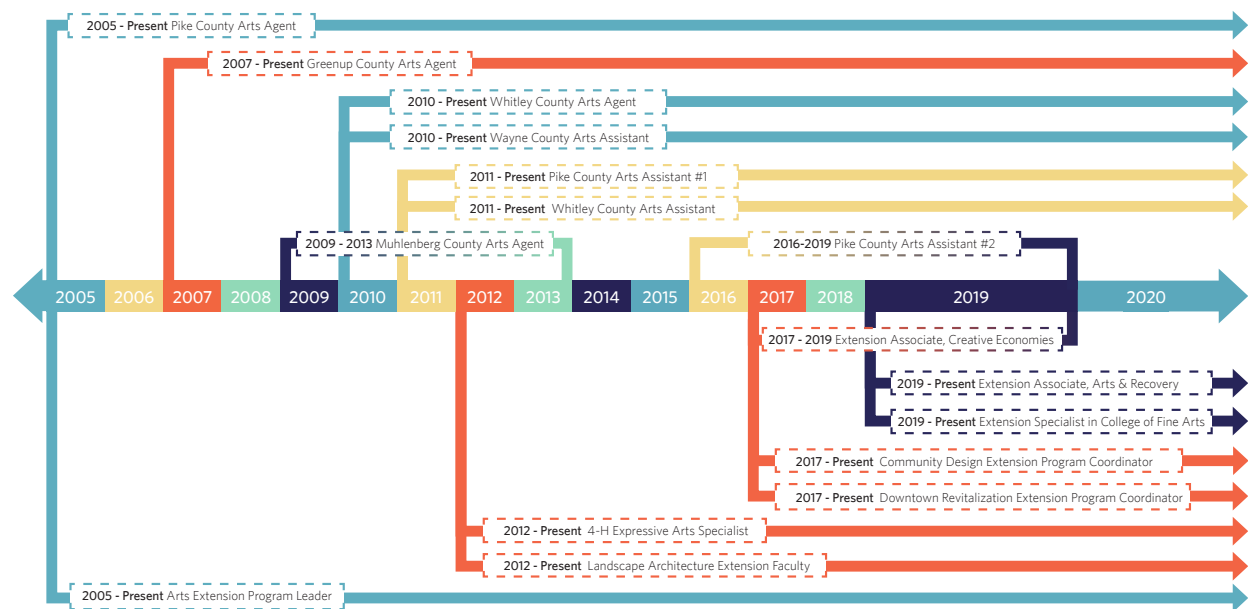 2005 - Present Pike County Arts Agent
2007 - Present Greenup County Arts Agent
2010 - Present Whitley County Arts Agent
2010 - Present Wayne County Arts Assistant
2011 - Present Pike County Arts Assistant #1
2011 - Present Whitley County Arts Assistant
2009 - 2013 Muhlenberg County Arts Agent
2016-2019 Pike County Arts Assistant #2
2005 2006 2007 2008 2009 2010 2011 2012 2013 2014 2015 2016 2017 2018 2019 2020
2017 - 2019 Extension Associate, Creative Economies
2019 - Present Extension Associate, Arts & Recovery
2019 - Present Extension Specialist in College of Fine Arts
2017 - Present Community Design Extension Program Coordinator
2017 - Present Downtown Revitalization Extension Program Coordinator
2012 - Present 4-H Expressive Arts Specialist
2012 - Present Landscape Architecture Extension Faculty
2005 - Present Arts Extension Program Leader